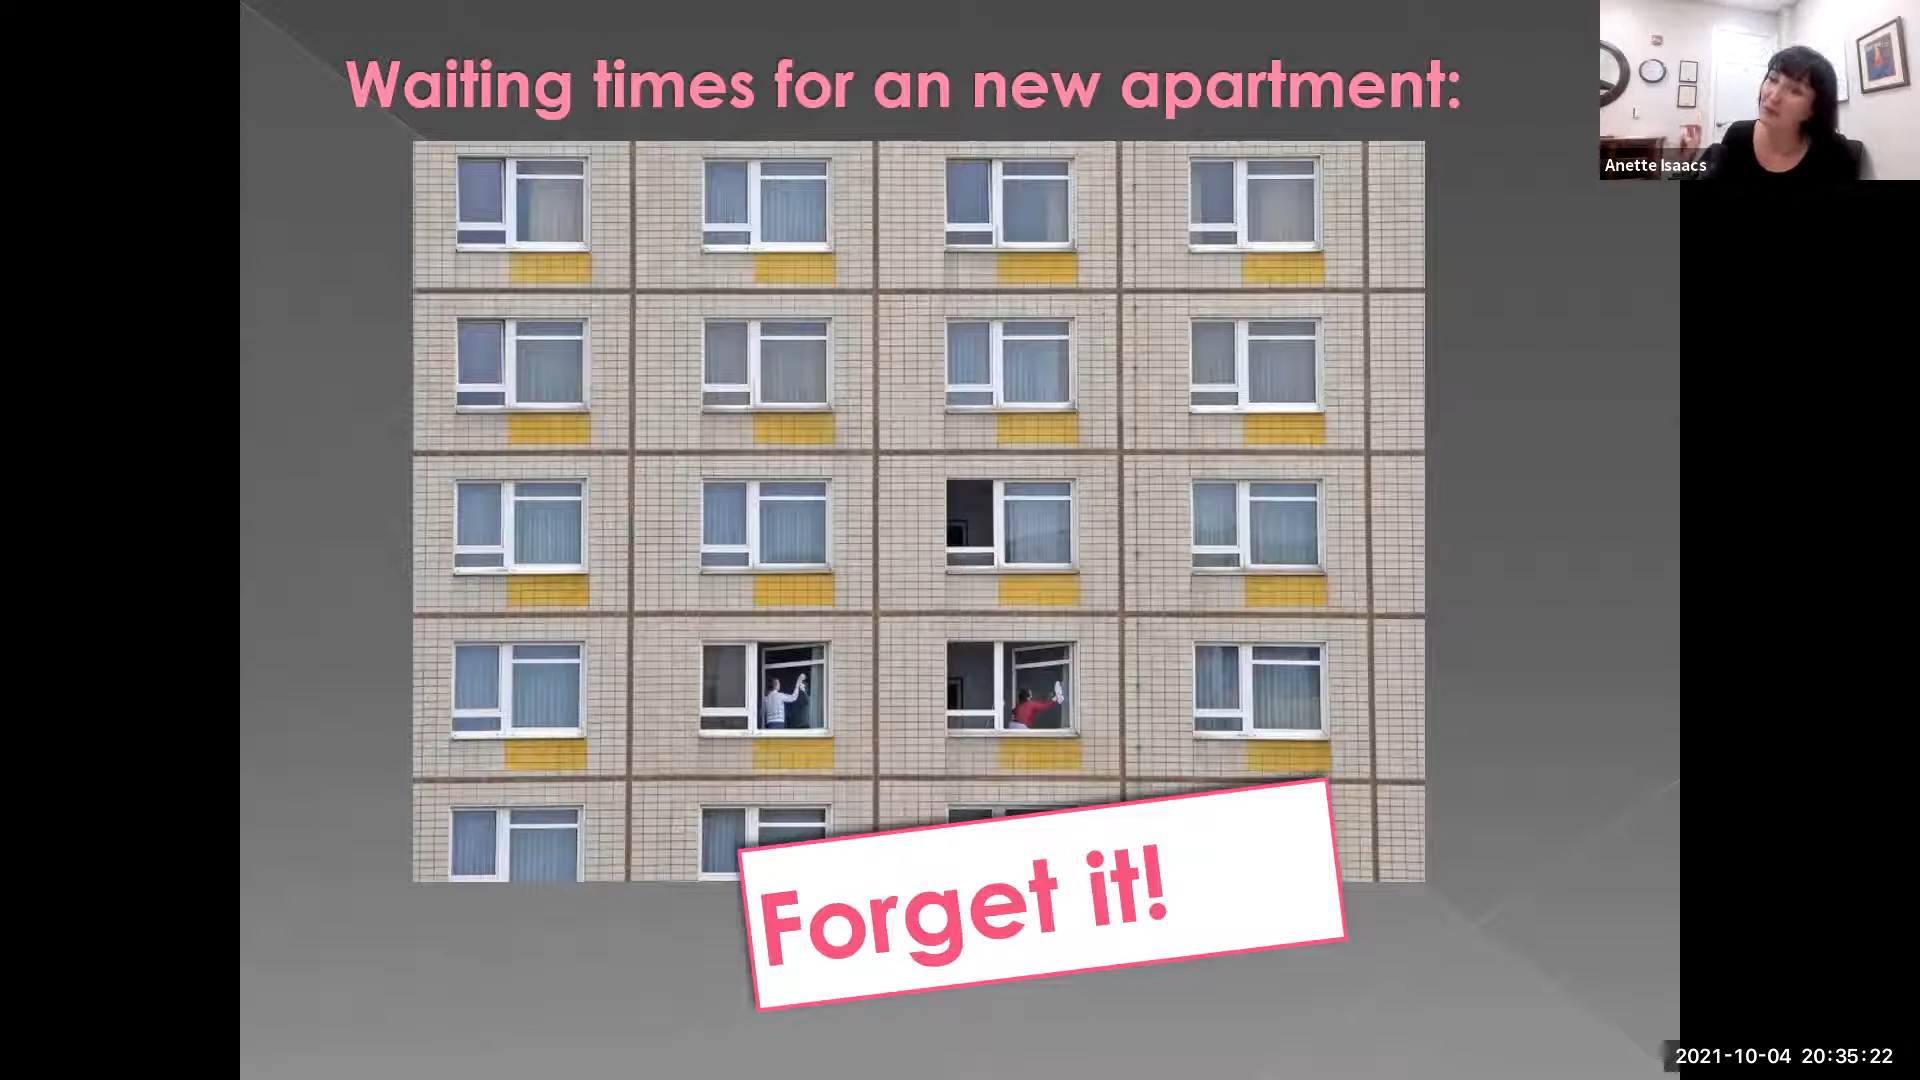 Waiting times for an new apartment:
Anette Isaacs
Forget it!
2021-10-04 20:35:22